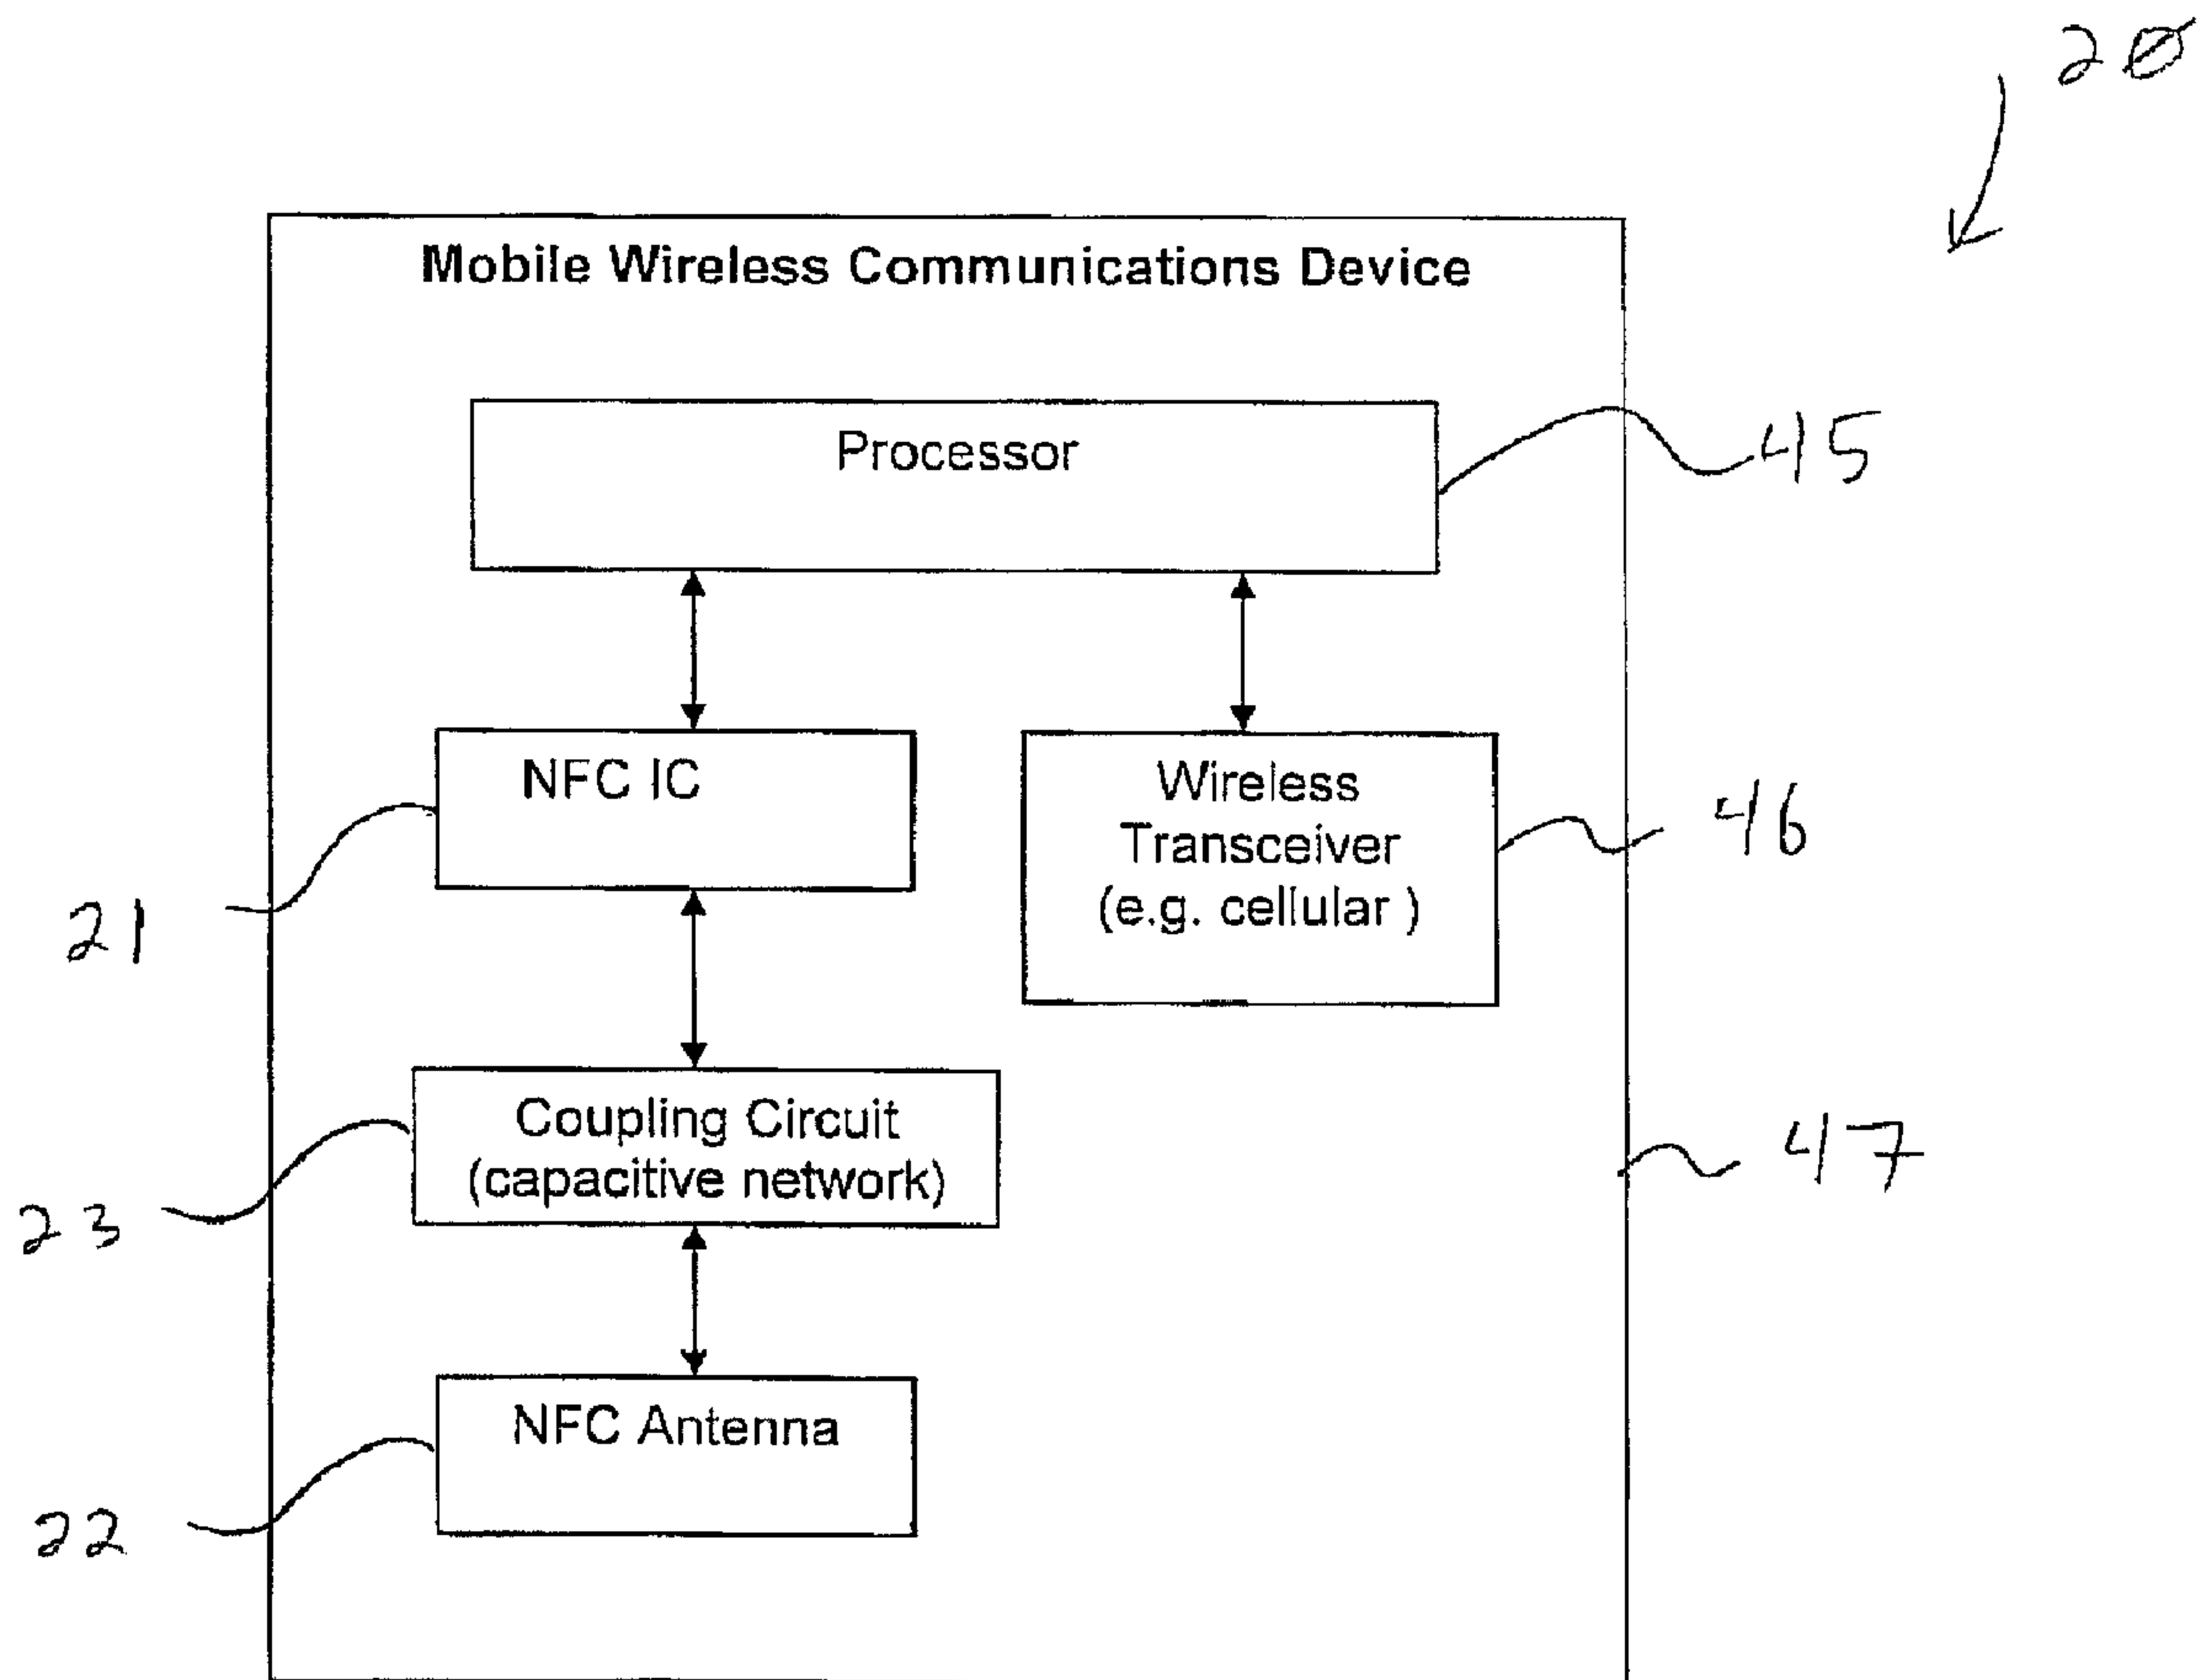 20
Mobile Wireless Communications Device
Processor
45
NFC IC
Wireless
Transceiver
(e.g. cellular )
46
21
Coupling Circuit
(capacitive network)
47
23
NFC Antenna
22